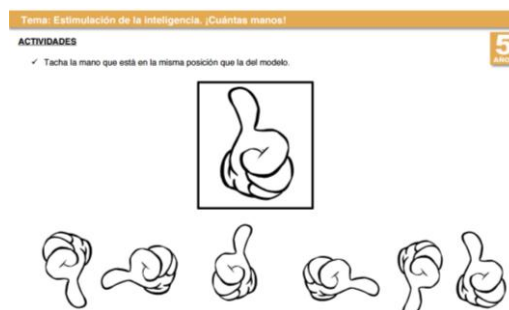 Tema: Estimulación de la inteligencia. ¡Cuántas manos!
ACTIVIDADES
5
AÑOS
✓ Tacha la mano que está en la misma posición que la del modelo.